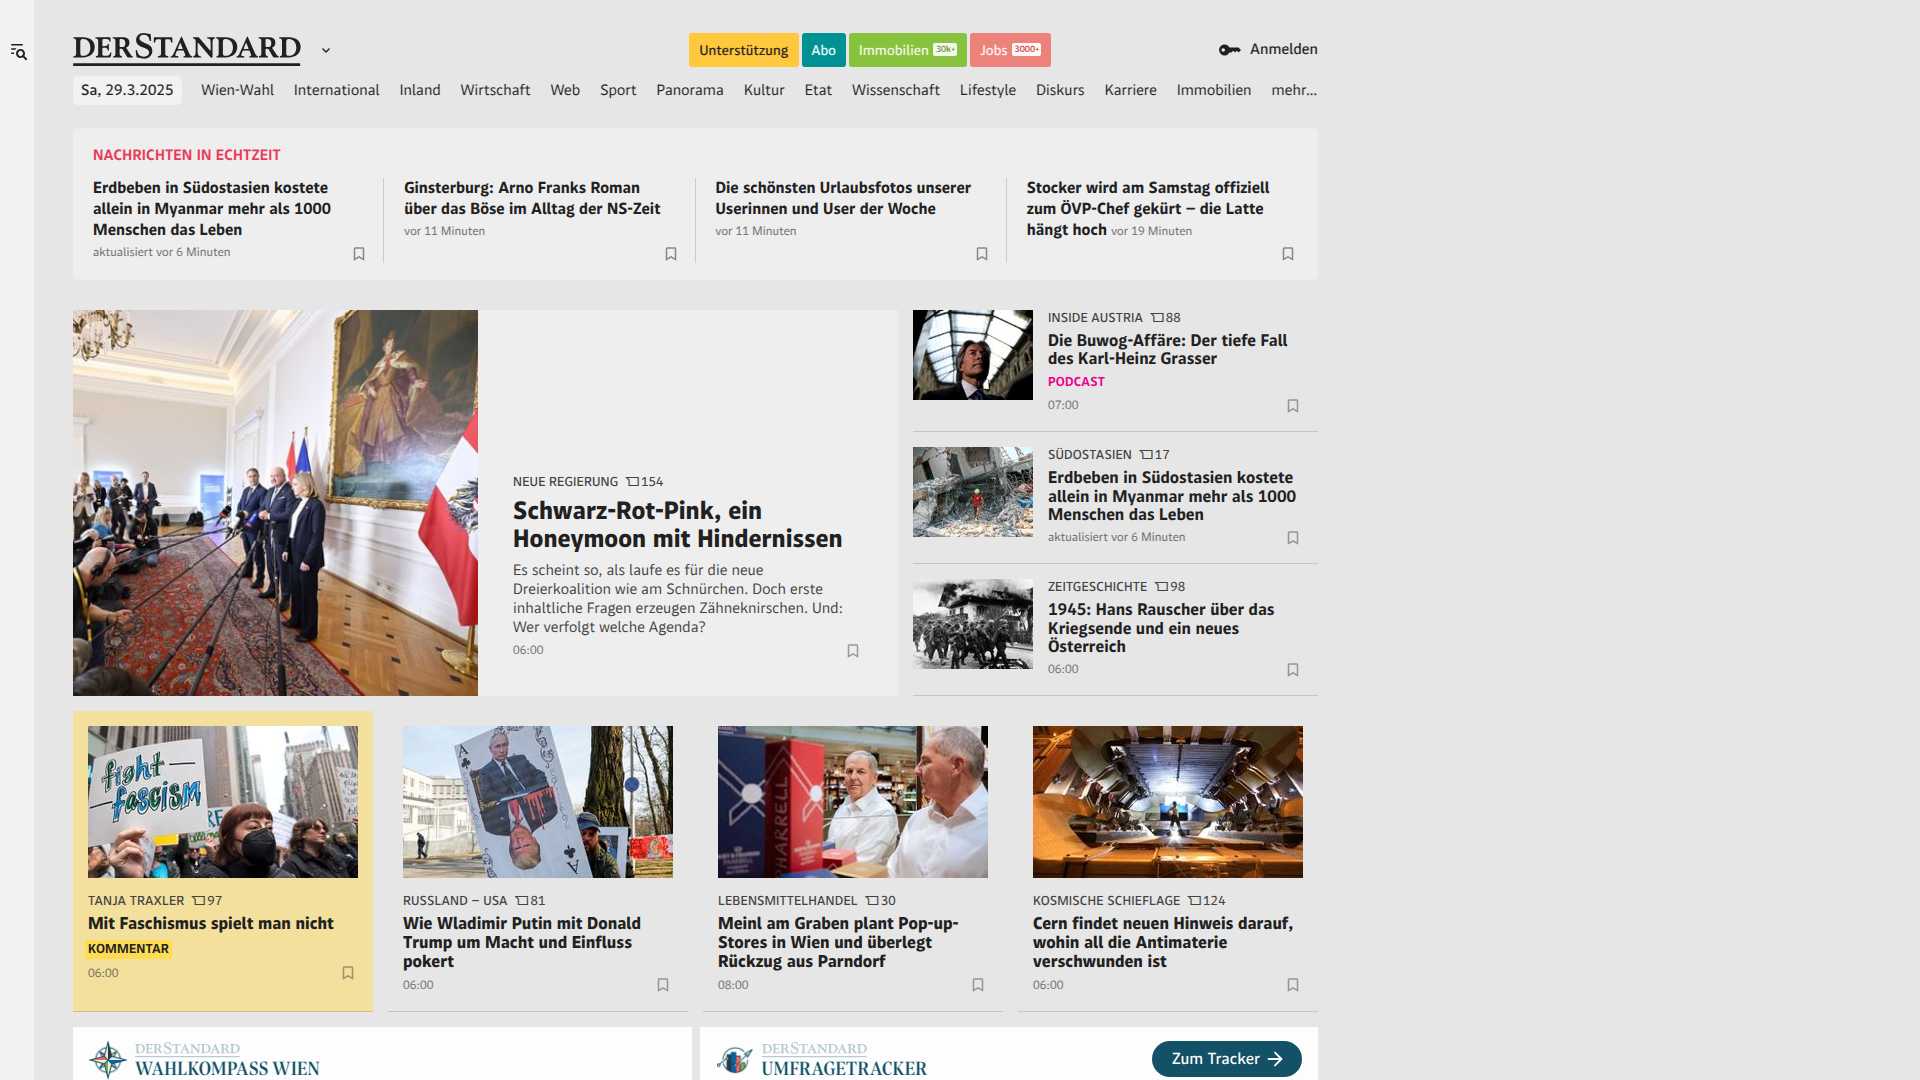 DERSTANDARD
Unterstützung
Abo
Immobilien 30k+
Jobs 3000+
Anmelden
Sa, 29.3.2025
Wien-Wahl
International
Inland
Wirtschaft
Web
Sport
Panorama
Kultur
Etat
Wissenschaft
Lifestyle
Diskurs
Karriere
Immobilien
mehr...
NACHRICHTEN IN ECHTZEIT
Erdbeben in Südostasien kostete
allein in Myanmar mehr als 1000
Menschen das Leben
aktualisiert vor 6 Minuten
Ginsterburg: Arno Franks Roman
über das Böse im Alltag der NS-Zeit
vor 11 Minuten
Die schönsten Urlaubsfotos unserer
Userinnen und User der Woche
vor 11 Minuten
Stocker wird am Samstag offiziell
zum ÖVP-Chef gekürt – die Latte
hängt hoch vor 19 Minuten
NEUE REGIERUNG 154
Schwarz-Rot-Pink, ein
Honeymoon mit Hindernissen
Es scheint so, als laufe es für die neue
Dreierkoalition wie am Schnürchen. Doch erste
inhaltliche Fragen erzeugen Zähneknirschen. Und:
Wer verfolgt welche Agenda?
06:00
INSIDE AUSTRIA 88
Die Buwog-Affäre: Der tiefe Fall
des Karl-Heinz Grasser
PODCAST
07:00
SÜDOSTASIEN 17
Erdbeben in Südostasien kostete
allein in Myanmar mehr als 1000
Menschen das Leben
aktualisiert vor 6 Minuten
ZEITGESCHICHTE 98
1945: Hans Rauscher über das
Kriegsende und ein neues
Österreich
06:00
fight
fascism
TANJA TRAXLER 97
Mit Faschismus spielt man nicht
KOMMENTAR
06:00
A
A
RUSSLAND – USA 81
Wie Wladimir Putin mit Donald
Trump um Macht und Einfluss
pokert
06:00
PHARRELL
LEBENSMITTELHANDEL 30
Meinl am Graben plant Pop-up-
Stores in Wien und überlegt
Rückzug aus Parndorf
08:00
KOSMISCHE SCHIEFLAGE 124
Cern findet neuen Hinweis darauf,
wohin all die Antimaterie
verschwunden ist
06:00
DERSTANDARD
WAHLKOMPASS WIEN
DERSTANDARD
UMFRAGETRACKER
Zum Tracker →